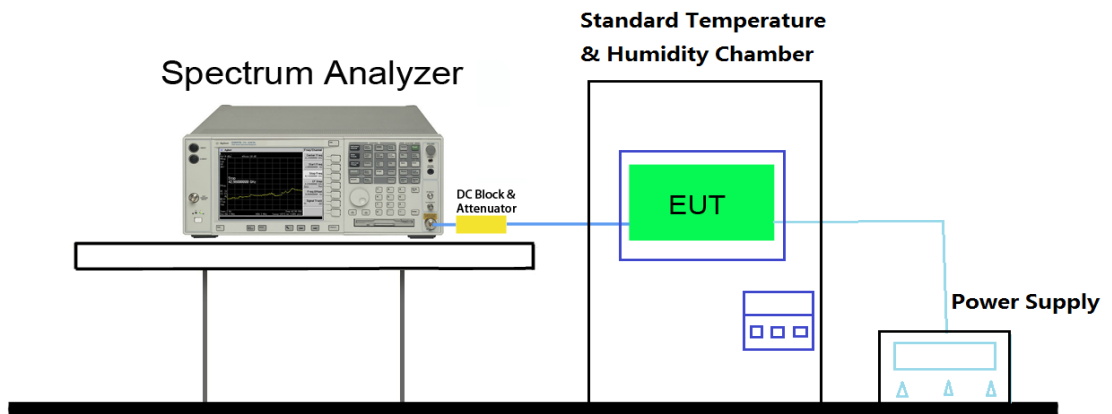 Standard Temperature
& Humidity Chamber
Spectrum Analyzer
DC Block &
Attenuator
EUT
Power Supply